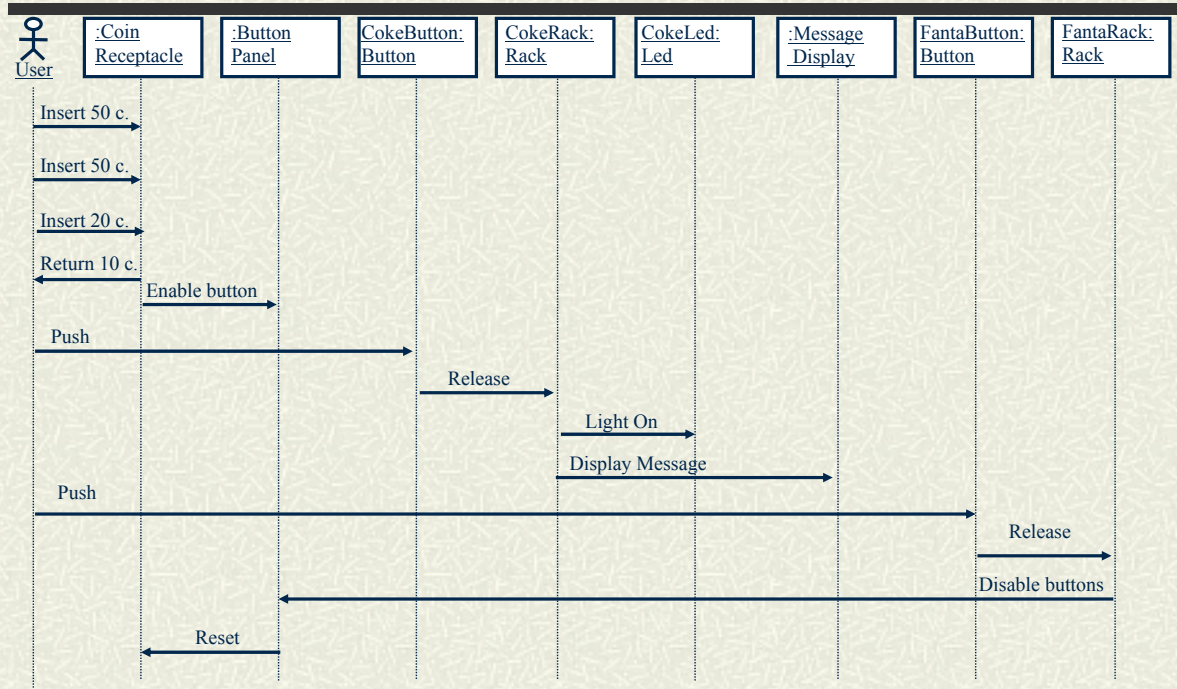 :Coin
Receptacle
:Button
Panel
CokeButton:
Button
CokeRack:
Rack
CokeLed:
Led
:Message
Display
FantaButton:
Button
FantaRack:
Rack
User
Insert 50 c.
Insert 50 c.
Insert 20 c.
Return 10 c.
Enable button
Push
Release
Light On
Display Message
Push
Release
Disable buttons
Reset